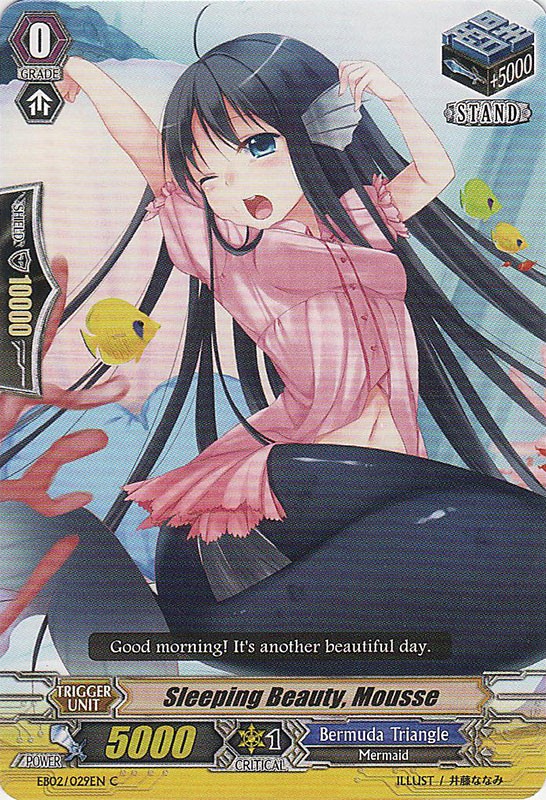 0
GRADE
醒
+5000
STAND
SHIELD
10000
Good morning! It's another beautiful day.
TRIGGER
UNIT
Sleeping Beauty, Mousse
POWER
5000
1
CRITICAL
Bermuda Triangle
Mermaid
EB02/029EN C
ILLUST / 井藤ななみ